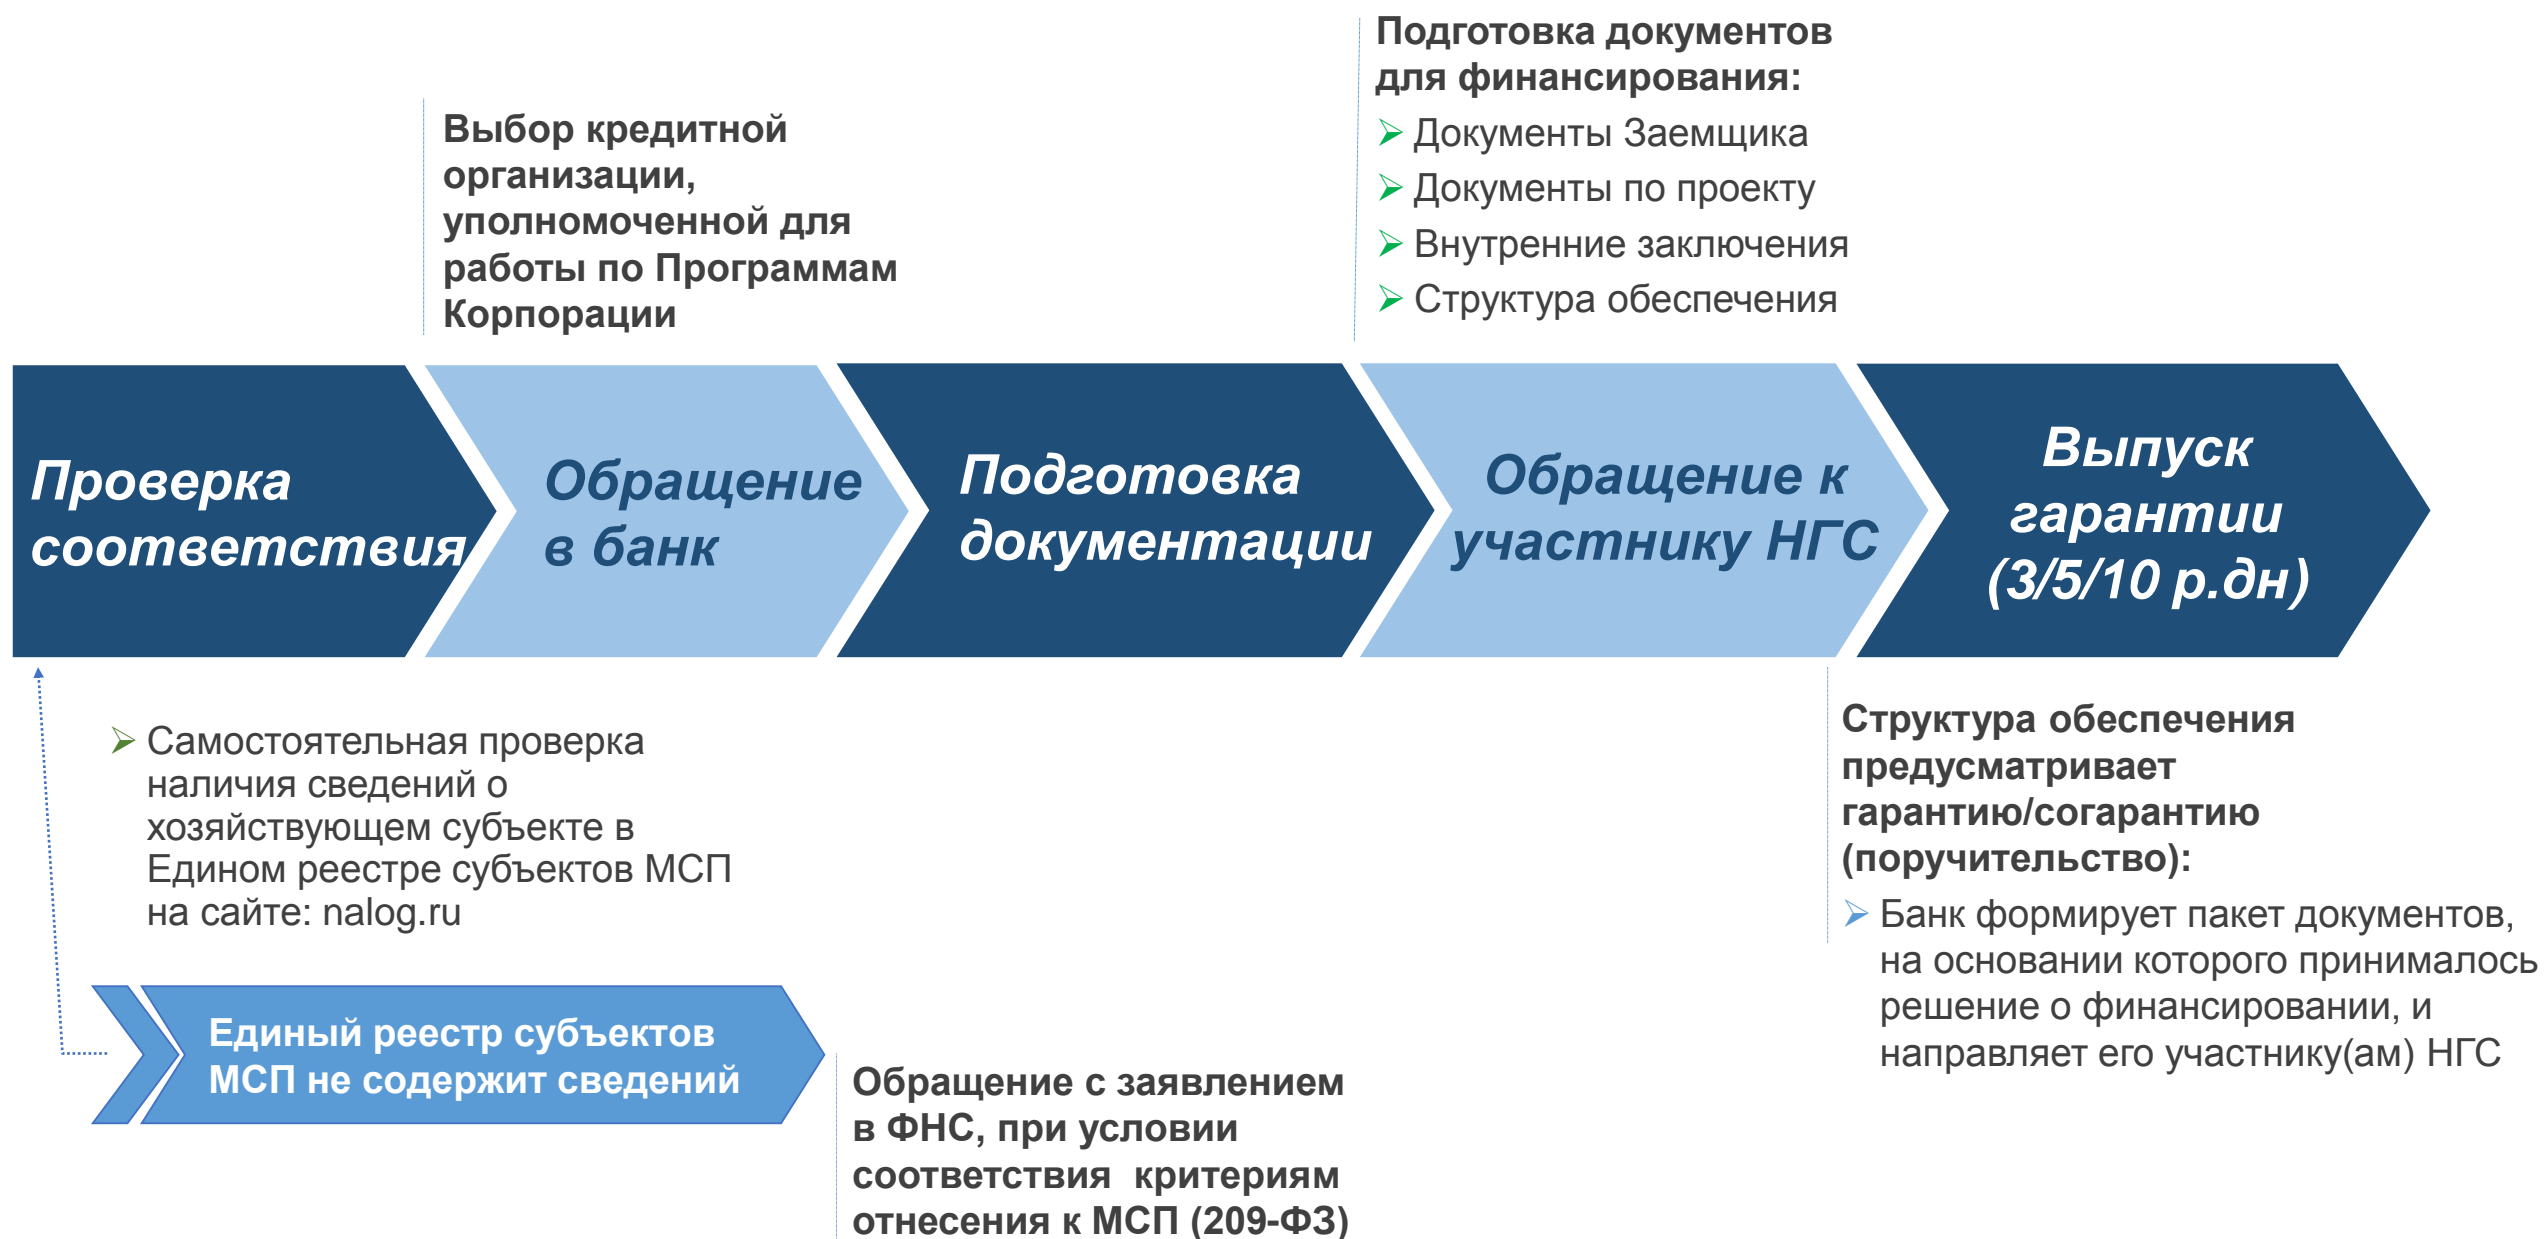 Подготовка документов
для финансирования:
Документы Заемщика
Документы по проекту
Внутренние заключения
Структура обеспечения
Выбор кредитной
организации,
уполномоченной для
работы по Программам
Корпорации
Проверка
соответствия
Обращение
в банк
Подготовка
документации
Обращение к
участнику НГС
Выпуск
гарантии
(3/5/10 р.дн)
Самостоятельная проверка
наличия сведений о
хозяйствующем субъекте в
Едином реестре субъектов МСП
на сайте: nalog.ru
Единый реестр субъектов
МСП не содержит сведений
Обращение с заявлением
в ФНС, при условии
соответствия  критериям
отнесения к МСП (209-ФЗ)
Структура обеспечения
предусматривает
гарантию/согарантию
(поручительство):
Банк формирует пакет документов,
на основании которого принималось
решение о финансировании, и
направляет его участнику(ам) НГС